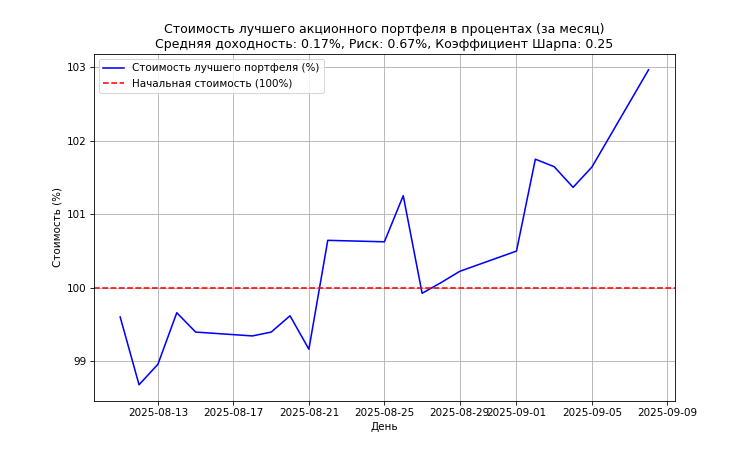 Стоимость лучшего акционного портфеля в процентах (за месяц)
Средняя доходность: 0.17%, Риск: 0.67%, Коэффициент Шарпа: 0.25
Стоимость лучшего портфеля (%)
Начальная стоимость (100%)
103
102
101
100
99
Стоимость (%)
2025-08-13 2025-08-17 2025-08-21 2025-08-25 2025-08-29 2025-09-01 2025-09-05 2025-09-09
День